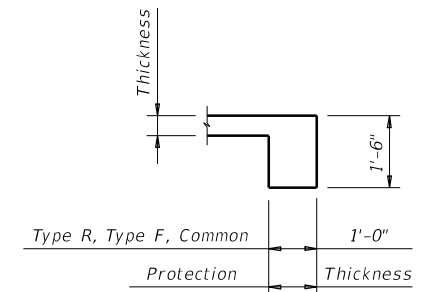 Thickness
1'-6"
Type R, Type F, Common 1'-0"
Protection Thickness